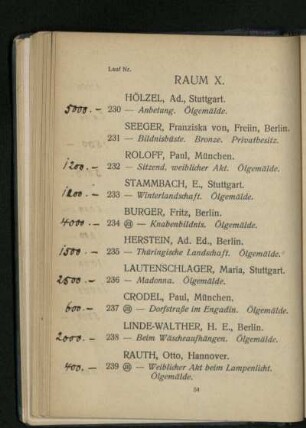 Lauf Nr.
RAUM X.
HÖLZEL, Ad., Stuttgart.
5000.– 230 — Anbetung. Ölgemälde.
SEEGER, Franziska von, Freiin, Berlin.
231 — Bildnisbüste. Bronze. Privatbesitz.
ROLOFF, Paul, München.
1200.– 232 — Sitzend. weiblicher Akt. Ölgemälde.
STAMMBACH, E., Stuttgart.
1200.– 233 — Winterlandschaft. Ölgemälde.
BURGER, Fritz, Berlin.
4000.– 234 — Knabenbildnis. Ölgemälde.
HERSTEIN, Ad. Ed., Berlin.
1500.– 235 — Thüringische Landschaft. Ölgemälde.
LAUTENSCHLAGER, Maria, Stuttgart.
2500.– 236 — Madonna. Ölgemälde.
CRODEL, Paul, München.
600.– 237 — Dorfstraße im Engadin. Ölgemälde.
LINDE-WALTHER, H. E., Berlin.
2000.– 238 — Beim Wäscheaufhängen. Ölgemälde.
RAUTH, Otto, Hannover.
400.– 239 — Weiblicher Akt beim Lampenlicht.
Ölgemälde.
34